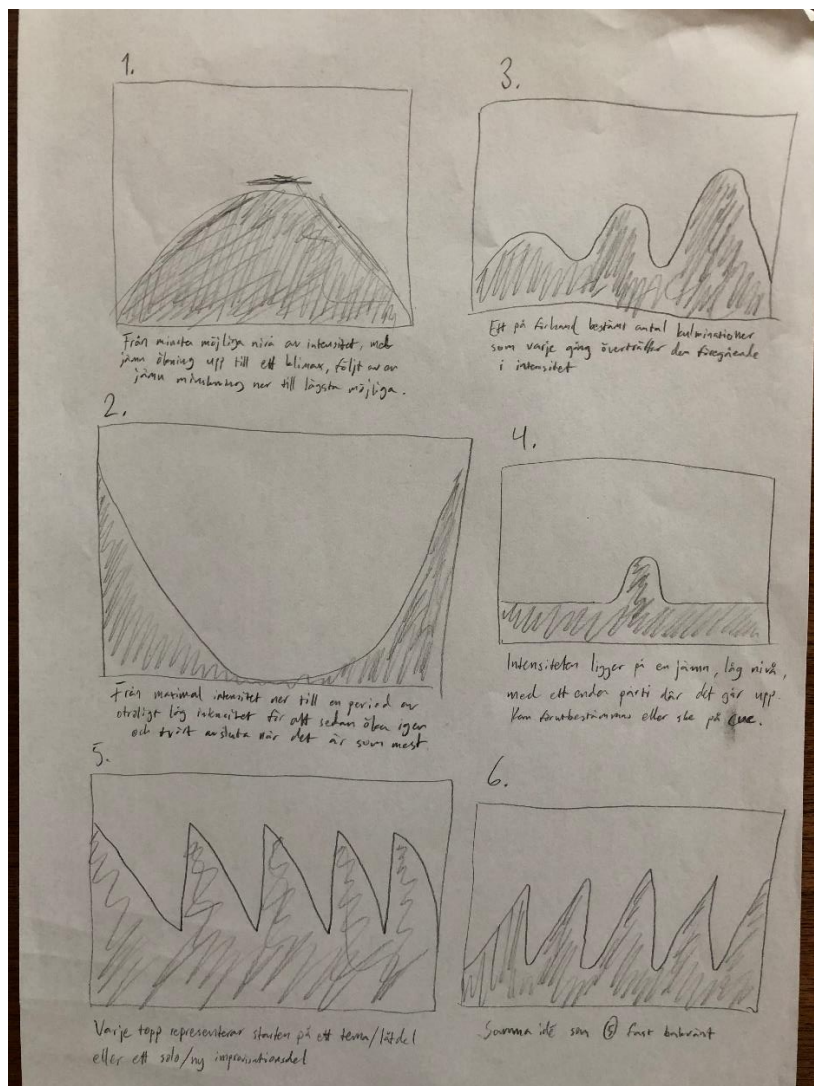 1.
Från minsta möjliga nivå av intensitet, med
jämn ökning upp till ett klimax, följt av av
jämn minskning ner till lägsta möjliga.
2.
Från maximal intensitet ner till en period av
otroligt låg intensitet för att sedan öka igen
och tvärt avsluta när det är som mest
3.
Ett på förhand bestämt antal kulminationer
som varje gång överträffar den föregående
i intensitet
4.
Intensiteten ligger på en jämn, låg nivå,
med ett enda parti där det går upp.
Kan förutbestämmas eller ske på cue.
5.
Varje topp representerar starten på ett tema/låtdel
eller ett solo/ny improvisationsdel
6.
Samma idé som 5 fast bakvänt